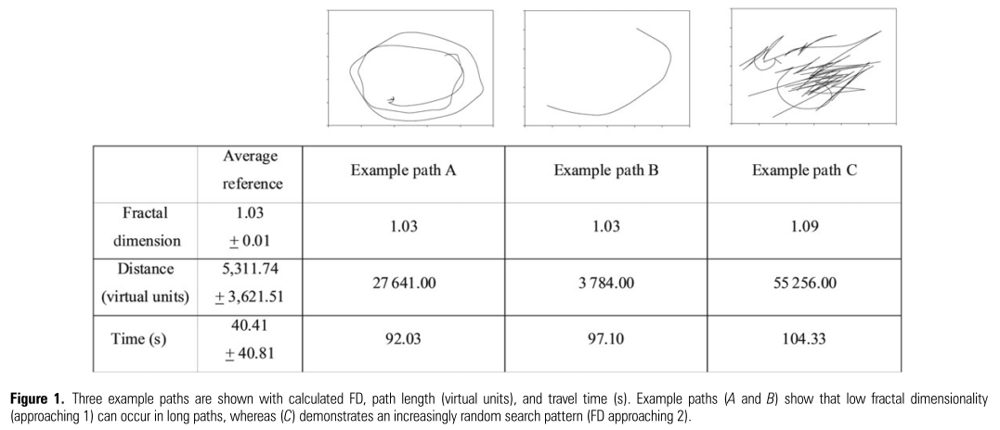 Average
reference
Example path A
Example path B
Example path C
Fractal
dimension
1.03
± 0.01
1.03
1.03
1.09
Distance
(virtual units)
5,311.74
± 3,621.51
27 641.00
3 784.00
55 256.00
Time (s)
40.41
± 40.81
92.03
97.10
104.33
Figure 1. Three example paths are shown with calculated FD, path length (virtual units), and travel time (s). Example paths (A and B) show that low fractal dimensionality
(approaching 1) can occur in long paths, whereas (C) demonstrates an increasingly random search pattern (FD approaching 2).